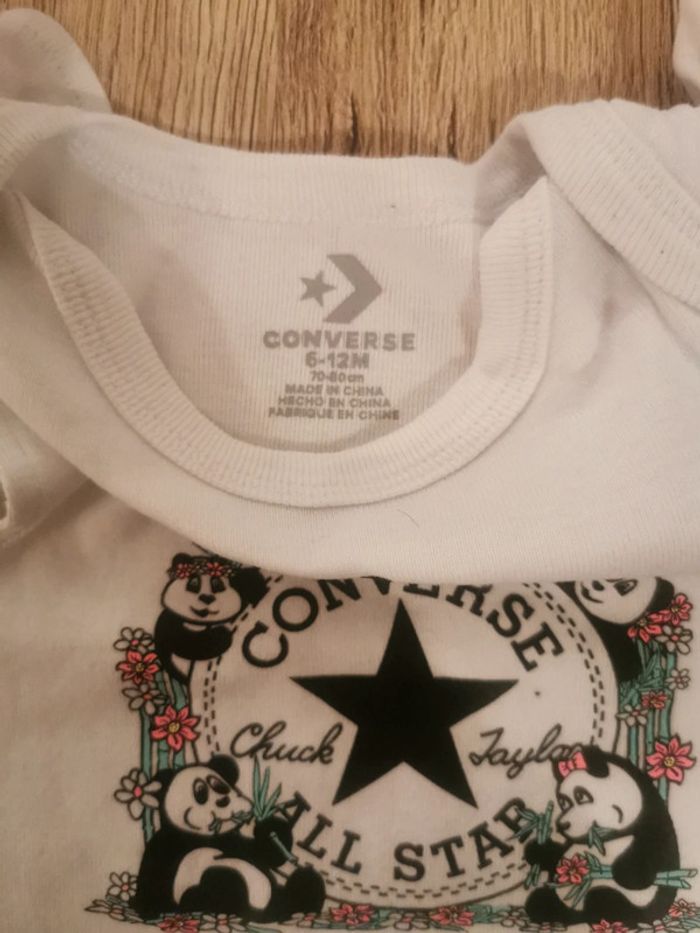 CONVERSE
6-12M
70-80cm
MADE IN CHINA
HECHO EN CHINA
FABRIQUE EN CHINE
CONVERSE
Chuck Taylor
ALL STAR